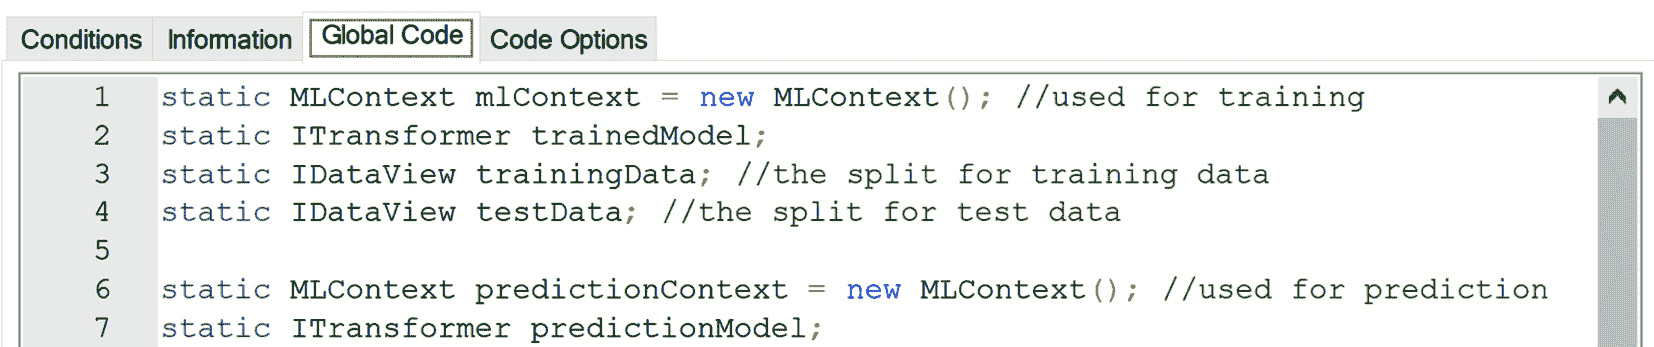 Conditions Information Global Code Code Options
1 static MLContext mlContext = new MLContext(); //used for training
2 static ITransformer trainedModel;
3 static IDataView trainingData; //the split for training data
4 static IDataView testData; //the split for test data
5
6 static MLContext predictionContext = new MLContext(); //used for prediction
7 static ITransformer predictionModel;